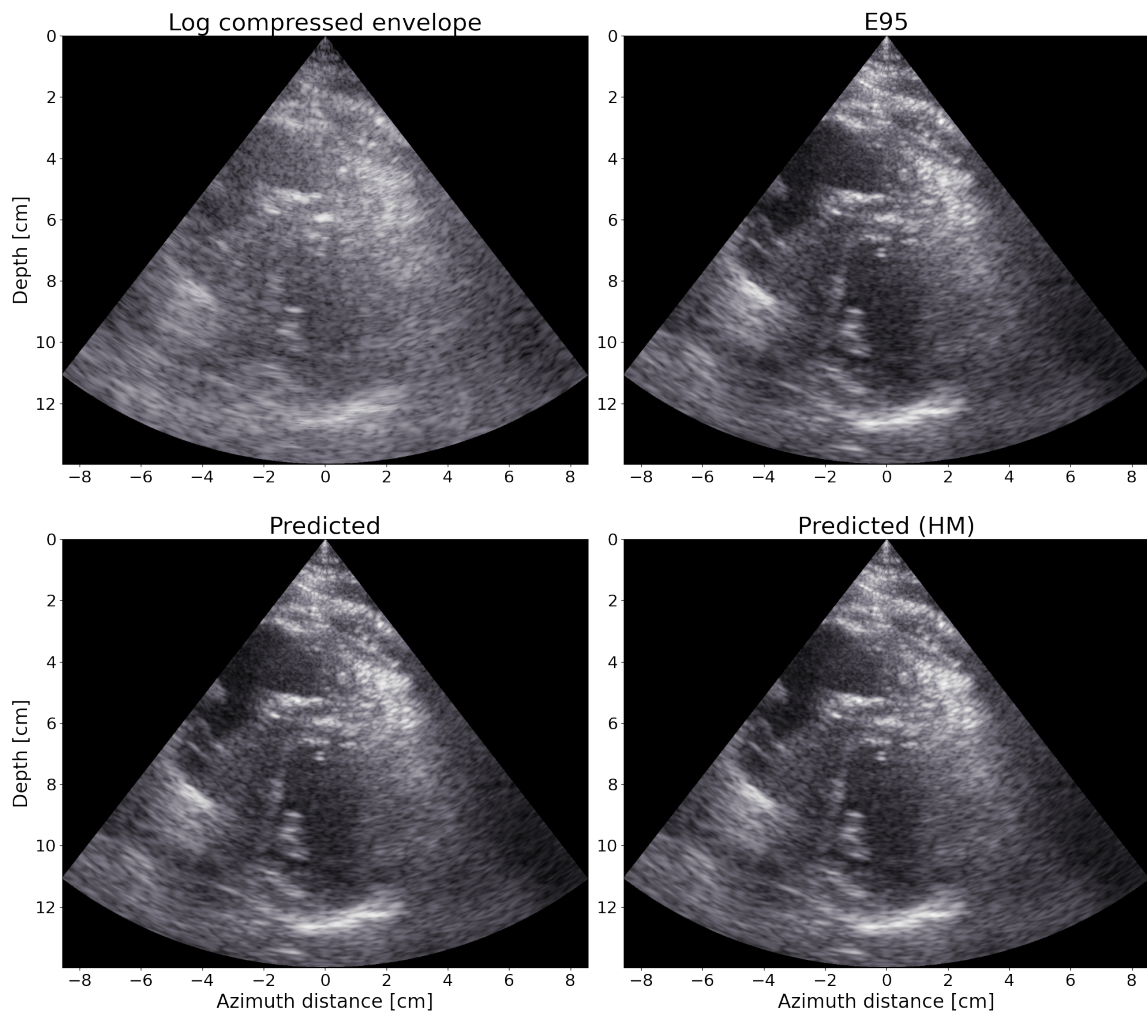 Log compressed envelope
E95
0
2
4
6
8
10
12
Depth [cm]
−8 −6 −4 −2 0 2 4 6 8
0
2
4
6
8
10
12
−8 −6 −4 −2 0 2 4 6 8
Predicted
Predicted (HM)
0
2
4
6
8
10
12
Depth [cm]
−8 −6 −4 −2 0 2 4 6 8
Azimuth distance [cm]
0
2
4
6
8
10
12
−8 −6 −4 −2 0 2 4 6 8
Azimuth distance [cm]